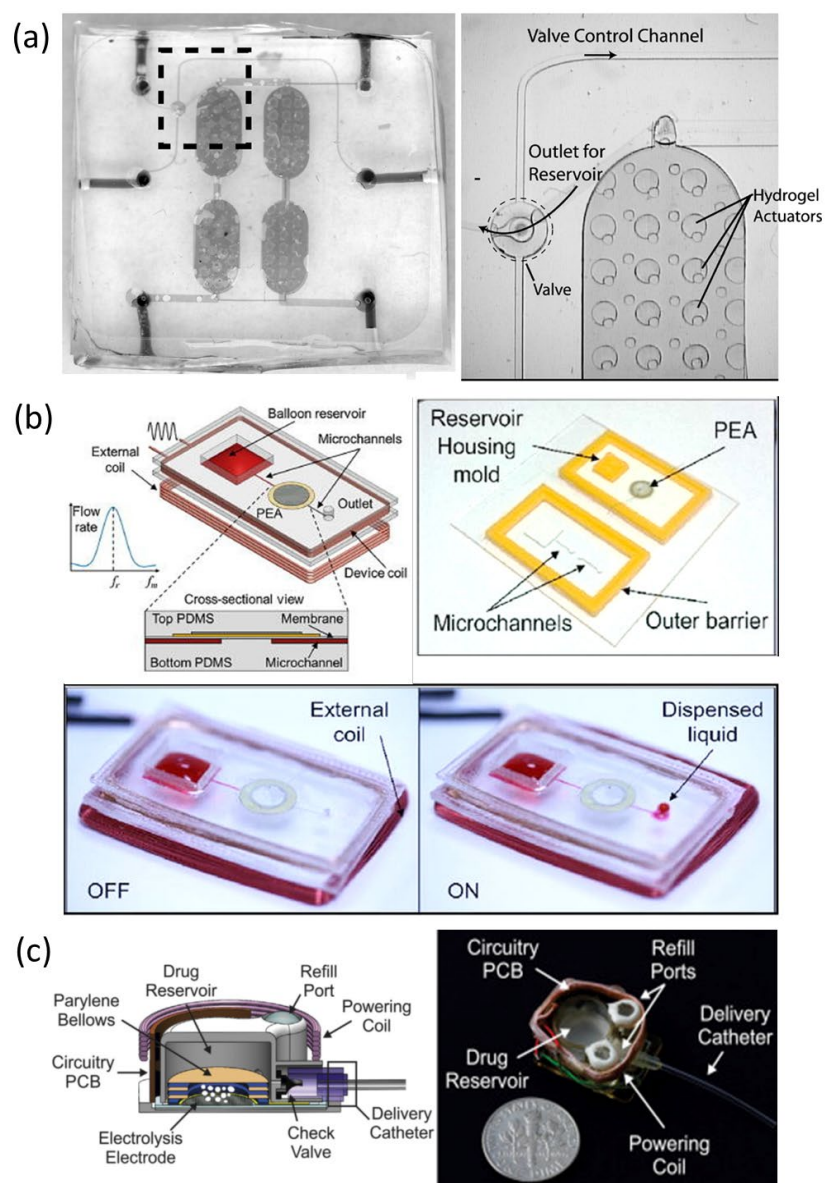 (a)
Valve Control Channel
Outlet for
Reservoir
Hydrogel
Actuators
Valve
(b)
Balloon reservoir
Microchannels
External
coil
PEA
Outlet
Flow
rate
fr
fm
Device coil
Cross-sectional view
Top PDMS
Membrane
Bottom PDMS
Microchannel
Reservoir
Housing
mold
PEA
Microchannels
Outer barrier
External
coil
OFF
Dispensed
liquid
ON
(c)
Drug
Reservoir
Refill
Port
Parylene
Bellows
Powering
Coil
Circuitry
PCB
Electrolysis
Electrode
Check
Valve
Delivery
Catheter
Circuitry
PCB
Refill
Ports
Delivery
Catheter
Drug
Reservoir
Powering
Coil